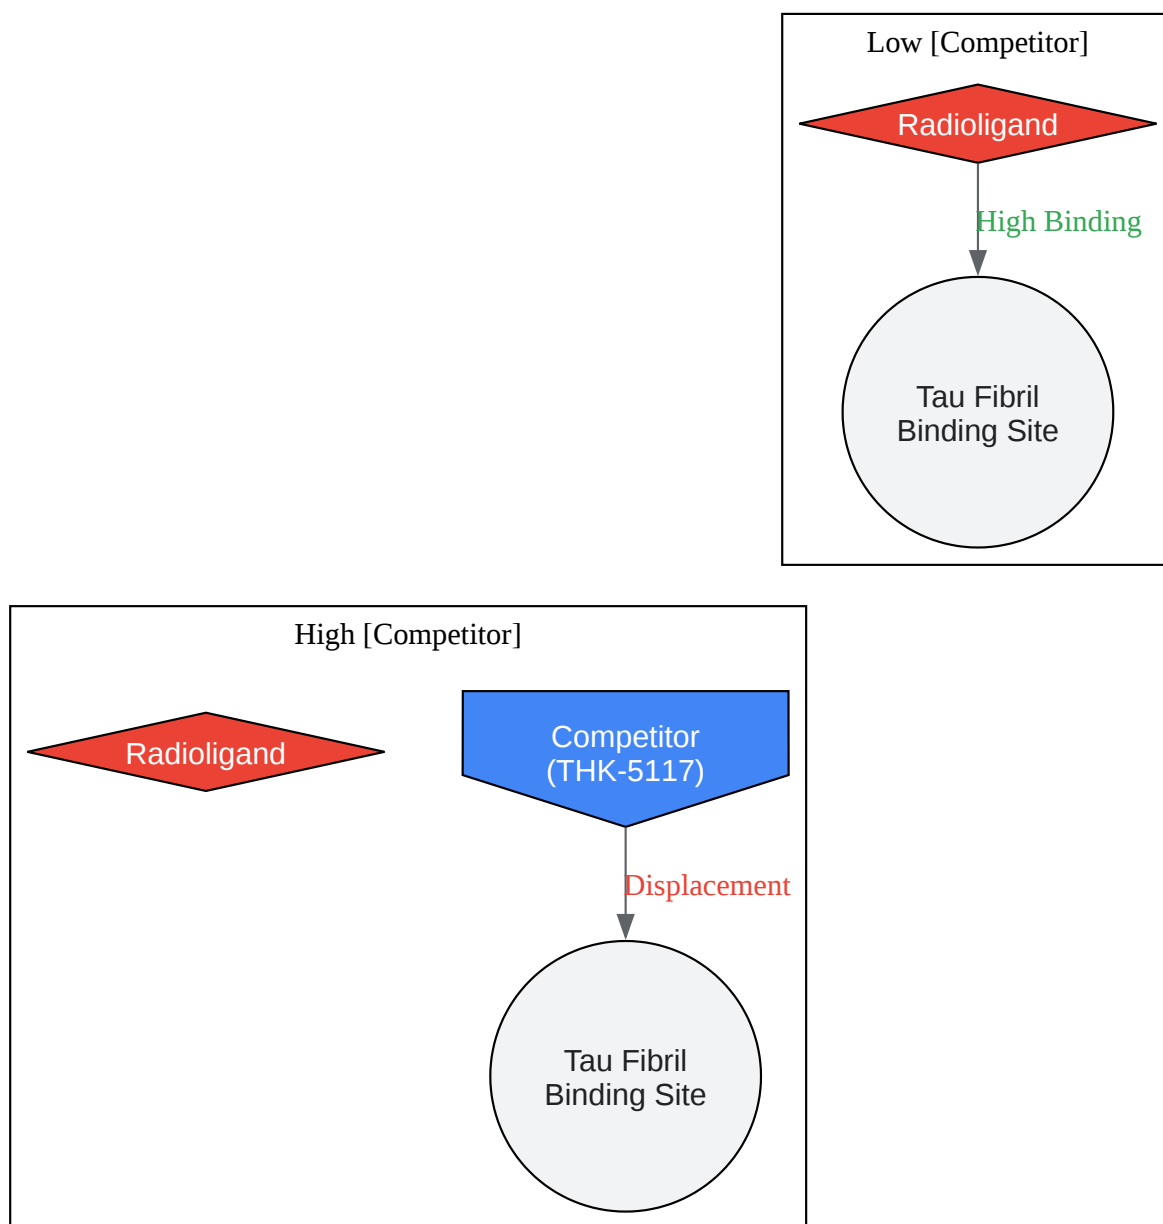 Low [Competitor]
Radioligand
High Binding
Tau Fibril
Binding Site
High [Competitor]
Radioligand
Competitor
(THK-5117)
Displacement
Tau Fibril
Binding Site